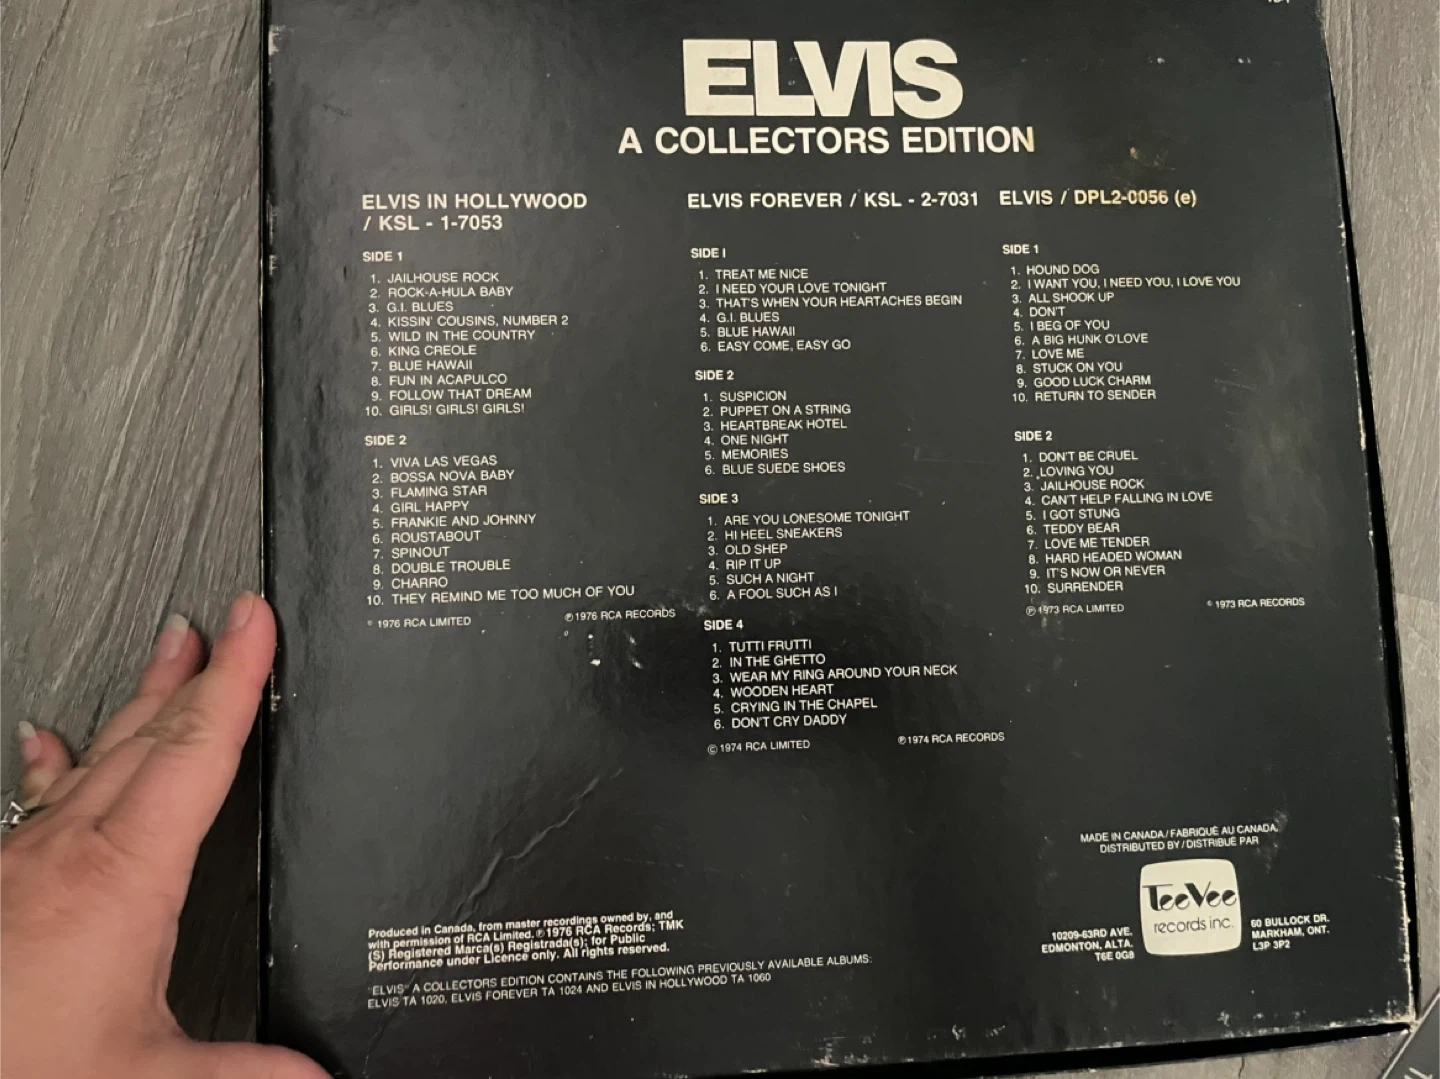 ELVIS
A COLLECTORS EDITION
ELVIS IN HOLLYWOOD
/ KSL - 1-7053
SIDE 1
1. JAILHOUSE ROCK
2. ROCK-A-HULA BABY
3. G.I. BLUES
4. KISSIN' COUSINS, NUMBER 2
5. WILD IN THE COUNTRY
6. KING CREOLE
7. BLUE HAWAII
8. FUN IN ACAPULCO
9. FOLLOW THAT DREAM
10. GIRLS! GIRLS! GIRLS!
SIDE 2
1. VIVA LAS VEGAS
2. BOSSA NOVA BABY
3. FLAMING STAR
4. GIRL HAPPY
5. FRANKIE AND JOHNNY
6. ROUSTABOUT
7. SPINOUT
8. DOUBLE TROUBLE
9. CHARRO
10. THEY REMIND ME TOO MUCH OF YOU
© 1976 RCA LIMITED ℗ 1976 RCA RECORDS
ELVIS FOREVER / KSL - 2-7031
SIDE I
1. TREAT ME NICE
2. I NEED YOUR LOVE TONIGHT
3. THAT'S WHEN YOUR HEARTACHES BEGIN
4. G.I. BLUES
5. BLUE HAWAII
6. EASY COME, EASY GO
SIDE 2
1. SUSPICION
2. PUPPET ON A STRING
3. HEARTBREAK HOTEL
4. ONE NIGHT
5. MEMORIES
6. BLUE SUEDE SHOES
SIDE 3
1. ARE YOU LONESOME TONIGHT
2. HI HEEL SNEAKERS
3. OLD SHEP
4. RIP IT UP
5. SUCH A NIGHT
6. A FOOL SUCH AS I
SIDE 4
1. TUTTI FRUTTI
2. IN THE GHETTO
3. WEAR MY RING AROUND YOUR NECK
4. WOODEN HEART
5. CRYING IN THE CHAPEL
6. DON'T CRY DADDY
© 1974 RCA LIMITED ℗ 1974 RCA RECORDS
ELVIS / DPL2-0056 (e)
SIDE 1
1. HOUND DOG
2. I WANT YOU, I NEED YOU, I LOVE YOU
3. ALL SHOOK UP
4. DON'T
5. I BEG OF YOU
6. A BIG HUNK O'LOVE
7. LOVE ME
8. STUCK ON YOU
9. GOOD LUCK CHARM
10. RETURN TO SENDER
SIDE 2
1. DON'T BE CRUEL
2. LOVING YOU
3. JAILHOUSE ROCK
4. CAN'T HELP FALLING IN LOVE
5. I GOT STUNG
6. TEDDY BEAR
7. LOVE ME TENDER
8. HARD HEADED WOMAN
9. IT'S NOW OR NEVER
10. SURRENDER
℗ 1973 RCA LIMITED © 1973 RCA RECORDS
Produced in Canada, from master recordings owned by, and
with permission of RCA Limited. ℗ 1976 RCA Records; TMK
(S) Registered Marca(s) Registrada(s); for Public
Performance under Licence only. All rights reserved.
"ELVIS" A COLLECTORS EDITION CONTAINS THE FOLLOWING PREVIOUSLY AVAILABLE ALBUMS:
ELVIS TA 1020, ELVIS FOREVER TA 1024 AND ELVIS IN HOLLYWOOD TA 1060
MADE IN CANADA / FABRIQUÉ AU CANADA.
DISTRIBUTED BY / DISTRIBUÉ PAR
TeeVee
records inc.
10209-63RD AVE.
EDMONTON, ALTA.
T6E 0G8
60 BULLOCK DR.
MARKHAM, ONT.
L3P 3P2